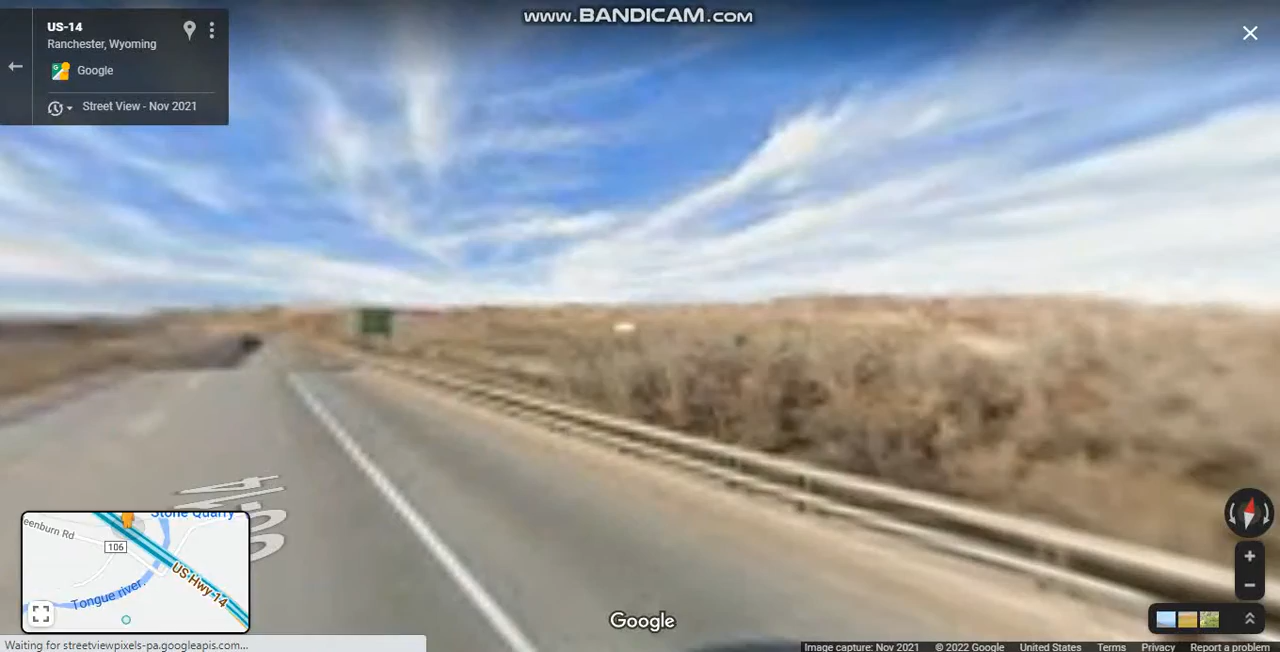 www.BANDICAM.com
US-14
Ranchester, Wyoming
Google
Street View - Nov 2021
Stone Quarry
eenburn Rd
106
US Hwy 14
Tongue river.
Google
Waiting for streetviewpixels-pa.googleapis.com...
Image capture: Nov 2021 © 2022 Google United States Terms Privacy Report a problem